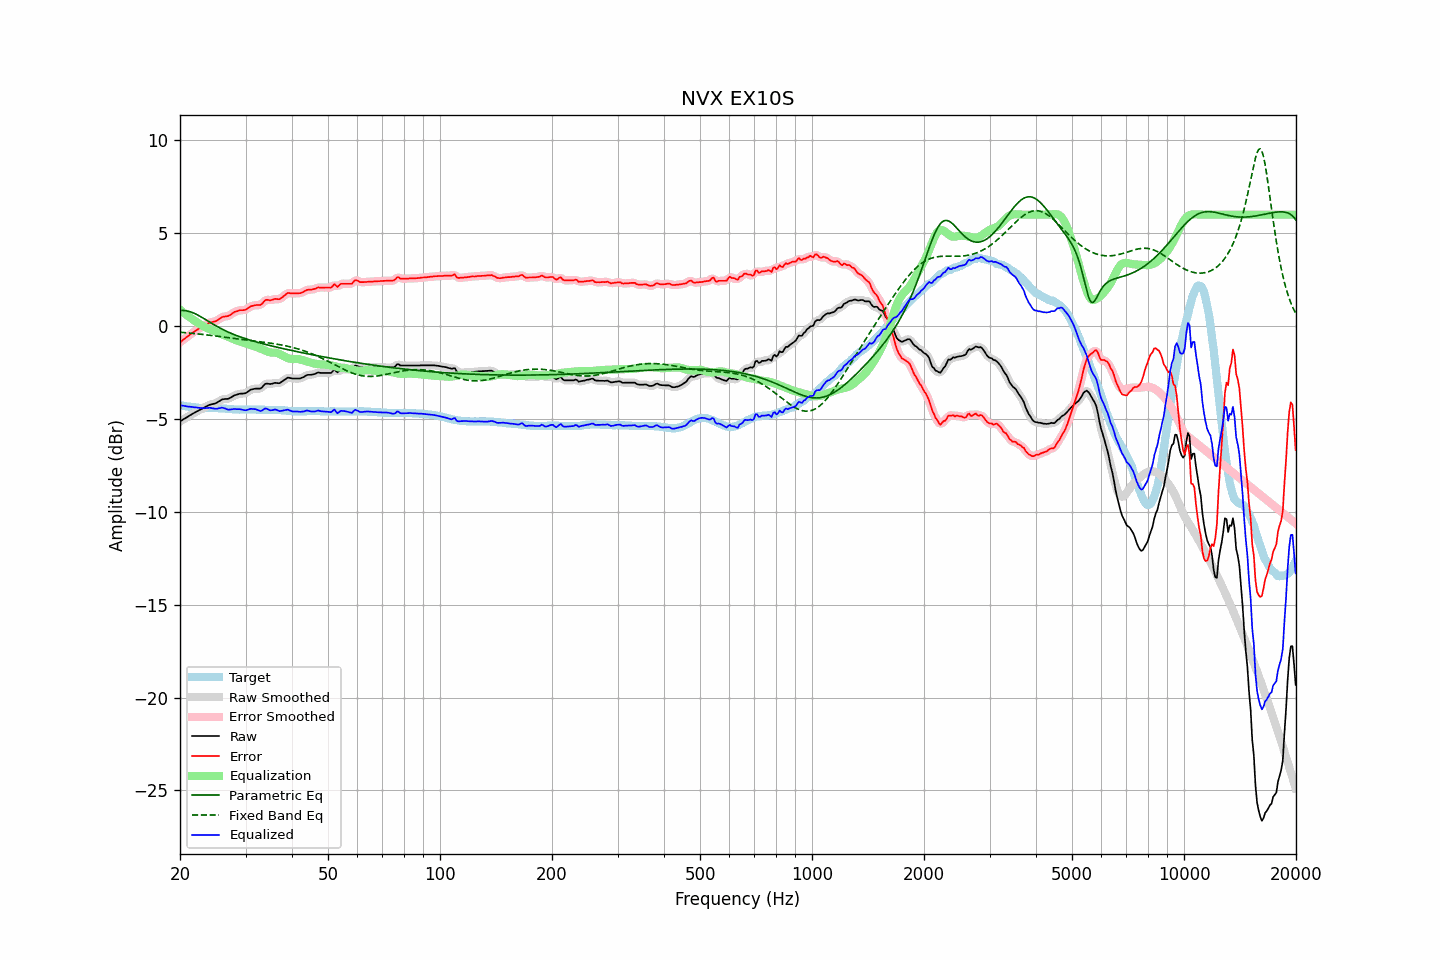 NVX EX10S
10
5
0
−5
−10
−15
−20
−25
Amplitude (dBr)
Target
Raw Smoothed
Error Smoothed
Raw
Error
Equalization
Parametric Eq
Fixed Band Eq
Equalized
20 50 100 200 500 1000 2000 5000 10000 20000
Frequency (Hz)